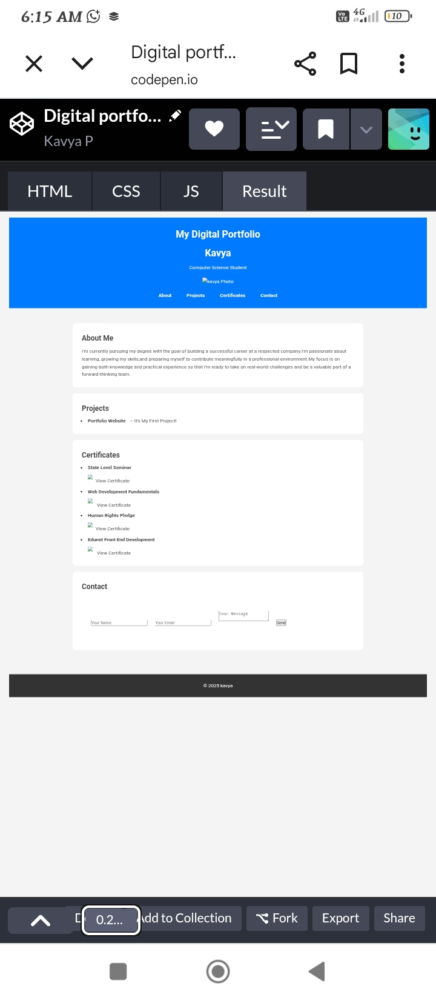 6:15 AM
Vo LTE 4G 10
Digital portf...
codepen.io
Digital portfo...
Kavya P
HTML CSS JS Result
My Digital Portfolio
Kavya
Computer Science Student
kavya Photo
About Projects Certificates Contact
About Me
I'm currently pursuing my degree with the goal of building a successful career at a respected company.I'm passionate about
learning, growing my skills,and preparing myself to contribute meaningfully in a professional environment.My focus is on
gaining both knowledge and practical experience so that I'm ready to take on real-world challenges and be a valuable part of a
forward-thinking team.
Projects
• Portfolio Website – It's My First Project!
Certificates
• State Level Seminar
View Certificate
• Web Development Fundamentals
View Certificate
• Human Rights Pledge
View Certificate
• Edunet Front End Development
View Certificate
Contact
Your Name Your Email Your Message Send
© 2025 kavya
0.2... Add to Collection Fork Export Share